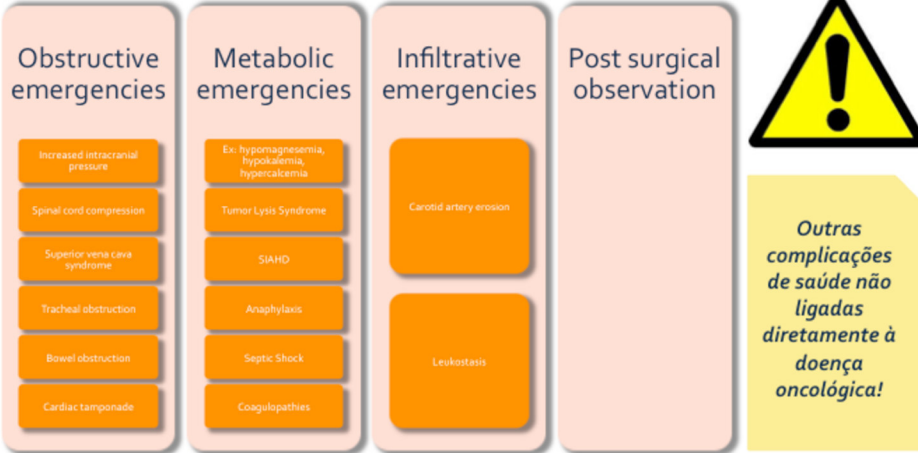 Obstructive
emergencies
Increased intracranial
pressure
Spinal cord compression
Superior vena cava
syndrome
Tracheal obstruction
Bowel obstruction
Cardiac tamponade
Metabolic
emergencies
Ex: hypomagnesemia,
hypokalemia,
hypercalcemia
Tumor Lysis Syndrome
SIAHD
Anaphylaxis
Septic Shock
Coagulopathies
Infiltrative
emergencies
Carotid artery erosion
Leukostasis
Post surgical
observation
Outras
complicações
de saúde não
ligadas
diretamente à
doença
oncológica!